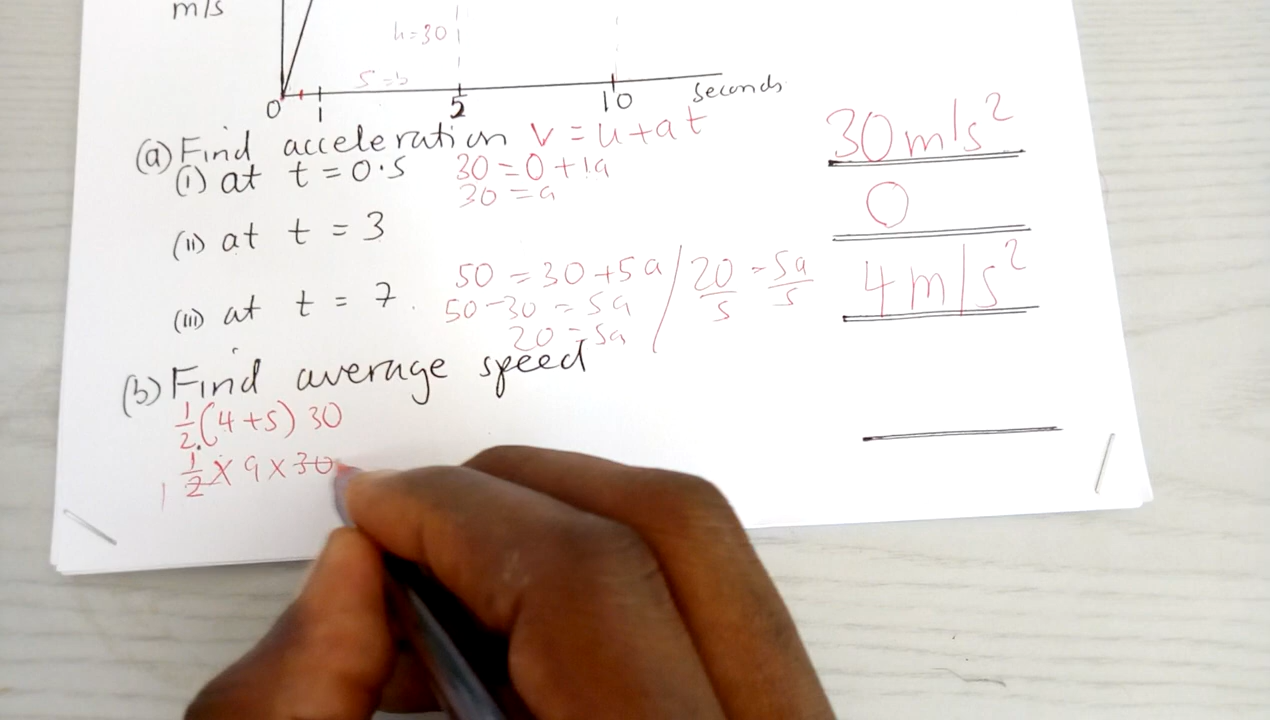 m/s
h=30
5=b
0 1 5 10 seconds
(a) Find acceleration V = u + at 30 m/s²
(i) at t = 0.5 30 = 0 + 1a
30 = a
0
(ii) at t = 3
50 = 30 + 5a / 20/5 = 5a/5 4 m/s²
(iii) at t = 7. 50 - 30 = 5a
20 = 5a
(b) Find average speed
1/2 (4+5) 30
1/2 × 9 × 30
1